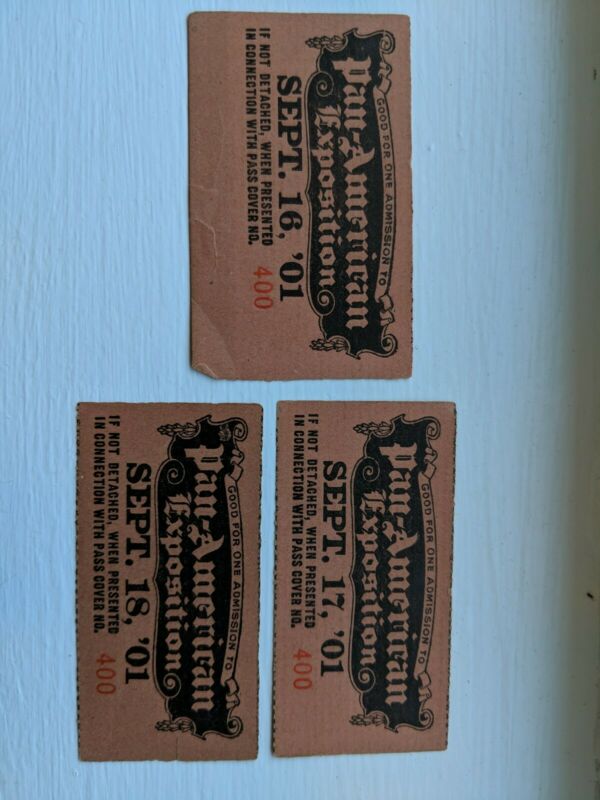 GOOD FOR ONE ADMISSION TO
Pan-American
Exposition
SEPT. 16, '01
IF NOT DETACHED, WHEN PRESENTED
IN CONNECTION WITH PASS COVER NO.
400
GOOD FOR ONE ADMISSION TO
Pan-American
Exposition
SEPT. 17, '01
IF NOT DETACHED, WHEN PRESENTED
IN CONNECTION WITH PASS COVER NO.
400
GOOD FOR ONE ADMISSION TO
Pan-American
Exposition
SEPT. 18, '01
IF NOT DETACHED, WHEN PRESENTED
IN CONNECTION WITH PASS COVER NO.
400